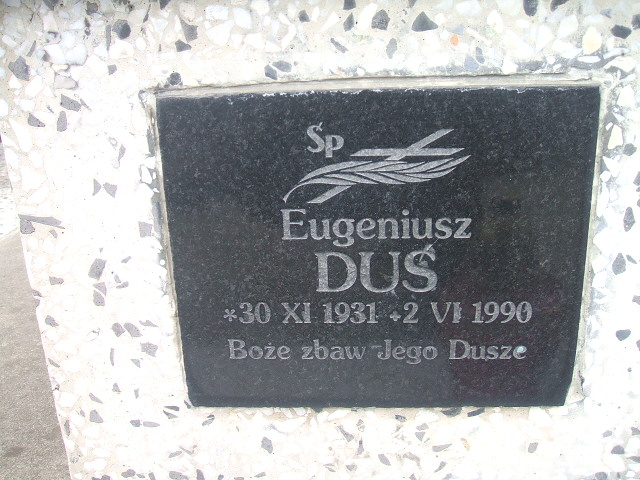 Śp
Eugeniusz
DUŚ
*30 XI 1931 +2 VI 1990
Boże zbaw Jego Dusze